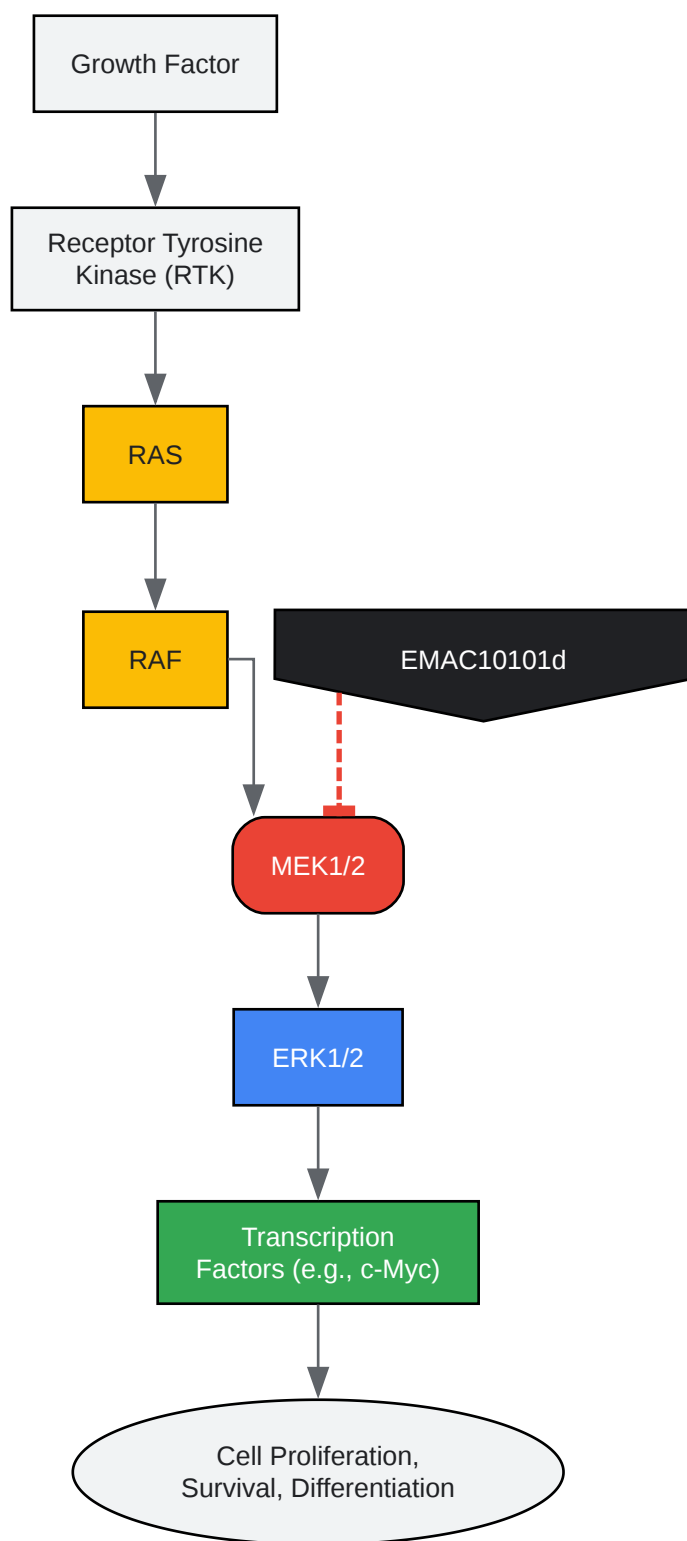 Growth Factor
Receptor Tyrosine
Kinase (RTK)
RAS
RAF
EMAC10101d
MEK1/2
ERK1/2
Transcription
Factors (e.g., c-Myc)
Cell Proliferation,
Survival, Differentiation